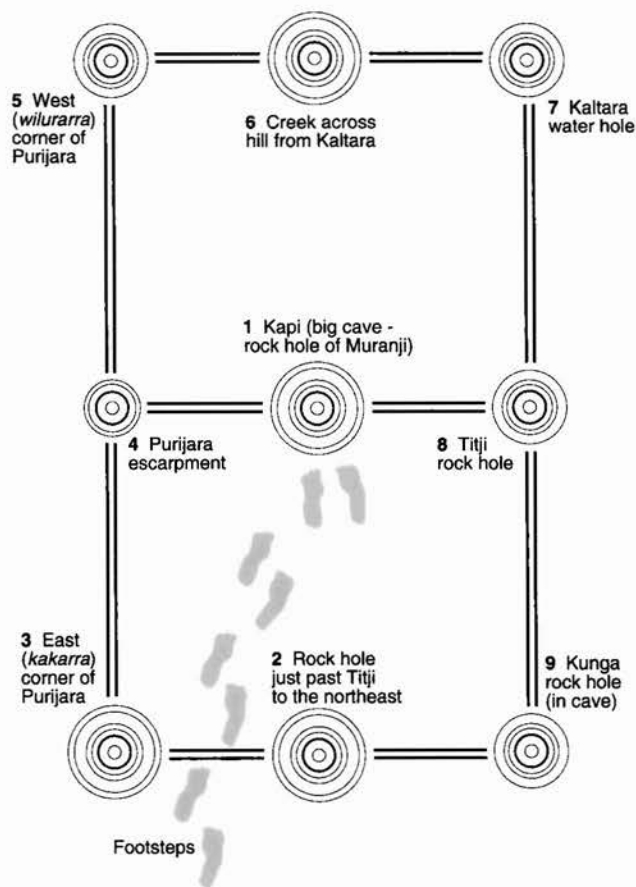 5 West
(wilurarra)
corner of
Purijara
6 Creek across
hill from Kaltara
7 Kaltara
water hole
1 Kapi (big cave -
rock hole of Muranji)
4 Purijara
escarpment
8 Titji
rock hole
3 East
(kakarra)
corner of
Purijara
2 Rock hole
just past Titji
to the northeast
9 Kunga
rock hole
(in cave)
Footsteps